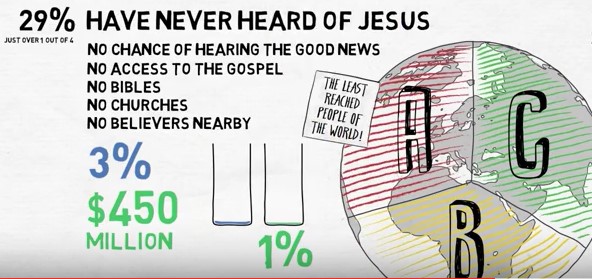 29% HAVE NEVER HEARD OF JESUS
JUST OVER 1 OUT OF 4
NO CHANCE OF HEARING THE GOOD NEWS
NO ACCESS TO THE GOSPEL
NO BIBLES
NO CHURCHES
NO BELIEVERS NEARBY
THE LEAST
REACHED
PEOPLE OF
THE WORLD!
A
C
B
3%
$450
MILLION
1%